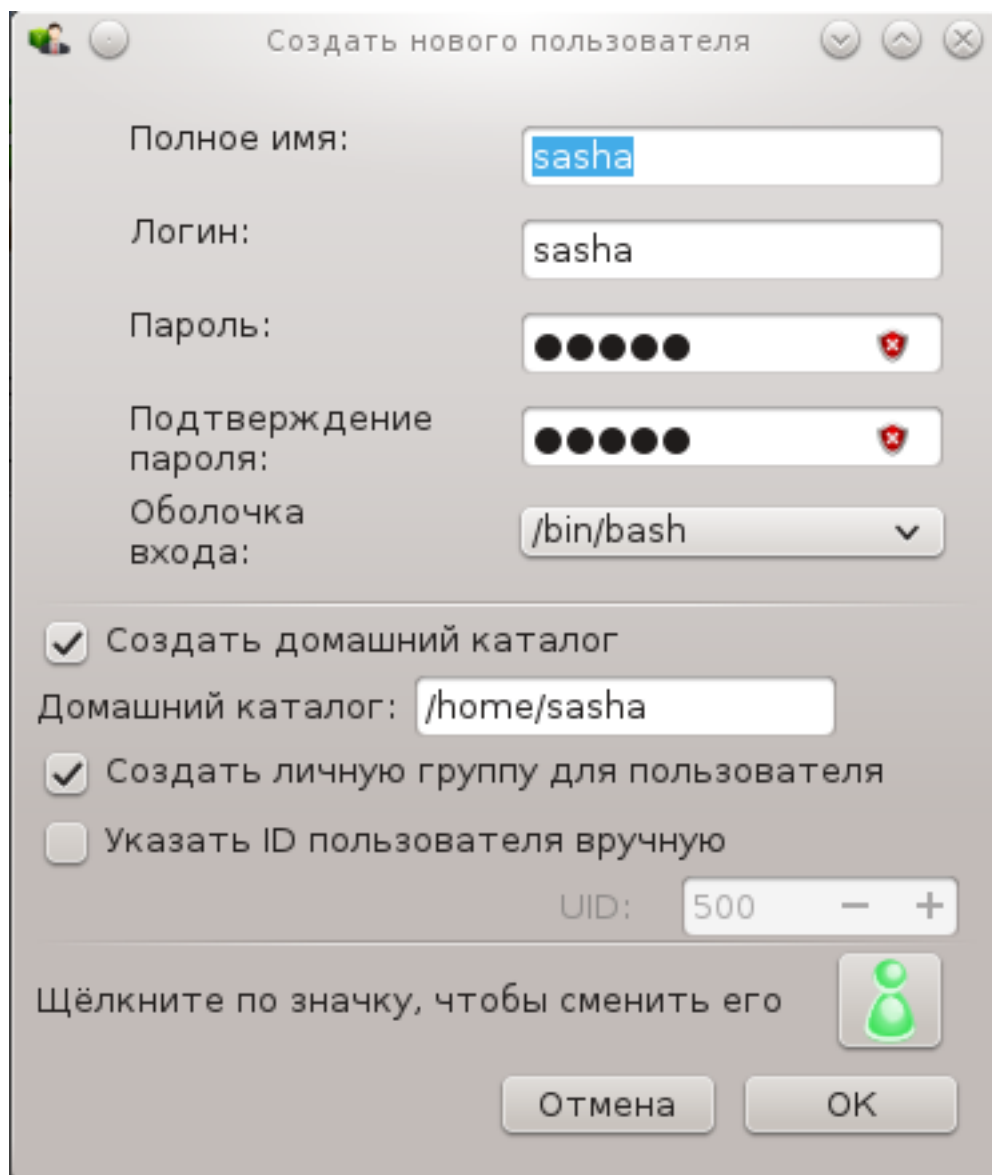 Создать нового пользователя
Полное имя:
sasha
Логин:
sasha
Пароль:
●●●●●
Подтверждение
пароля:
●●●●●
Оболочка
входа:
/bin/bash
Создать домашний каталог
Домашний каталог: /home/sasha
Создать личную группу для пользователя
Указать ID пользователя вручную
UID: 500 − +
Щёлкните по значку, чтобы сменить его
Отмена OK